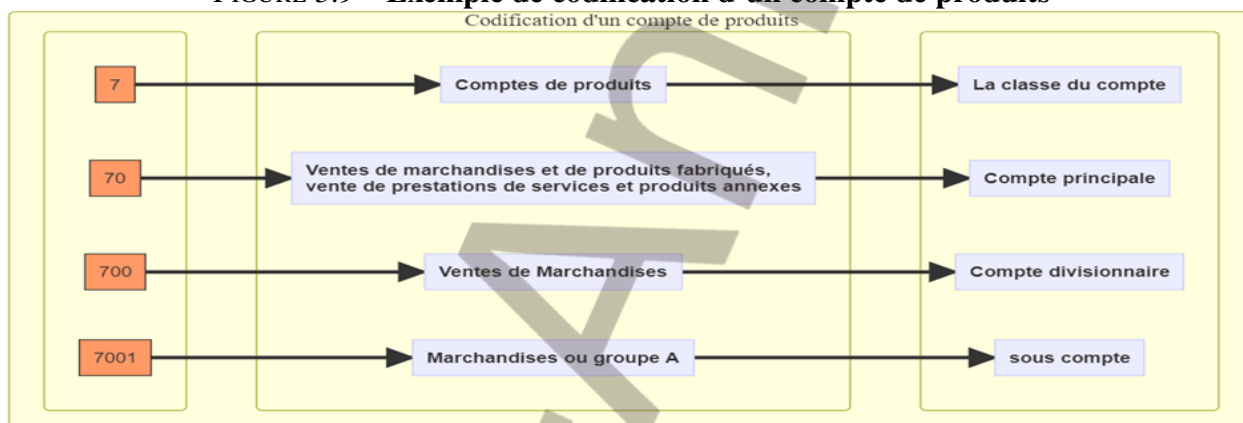 FIGURE 3.9 – Exemple de codification d'un compte de produits
Codification d'un compte de produits
7
Comptes de produits
La classe du compte
70
Ventes de marchandises et de produits fabriqués,
vente de prestations de services et produits annexes
Compte principale
700
Ventes de Marchandises
Compte divisionnaire
7001
Marchandises ou groupe A
sous compte